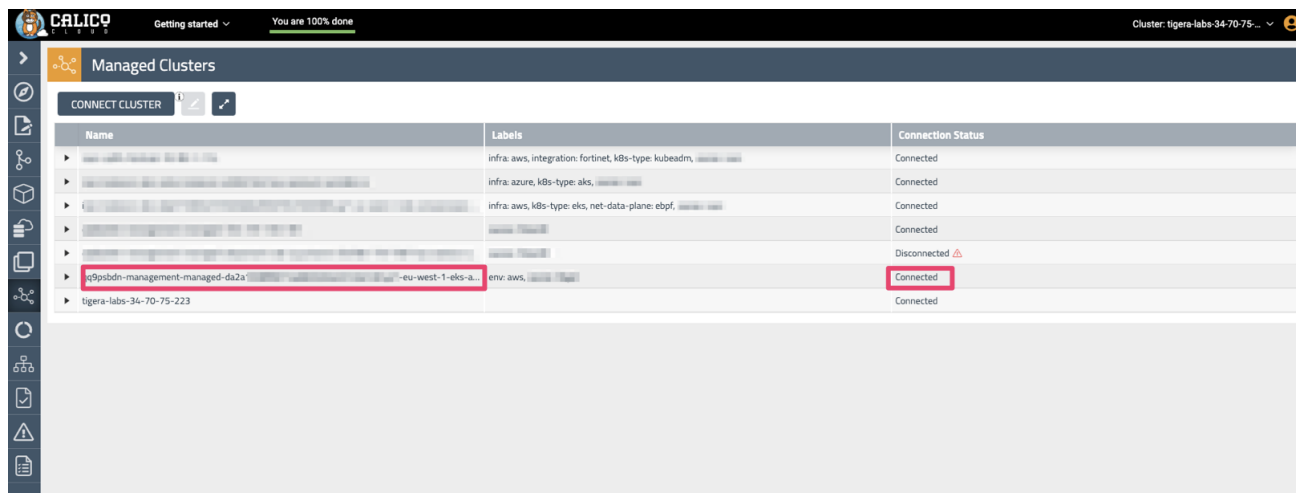 CALICO Getting started You are 100% done Cluster: tigera-labs-34-70-75-...
CLOUD
Managed Clusters
CONNECT CLUSTER
Name Labels Connection Status
infra: aws, integration: fortinet, k8s-type: kubeadm, Connected
infra: azure, k8s-type: aks, Connected
infra: aws, k8s-type: eks, net-data-plane: ebpf, Connected
Connected
Disconnected
q9psbdn-management-managed-da2a -eu-west-1-eks-a... env: aws, Connected
tigera-labs-34-70-75-223 Connected